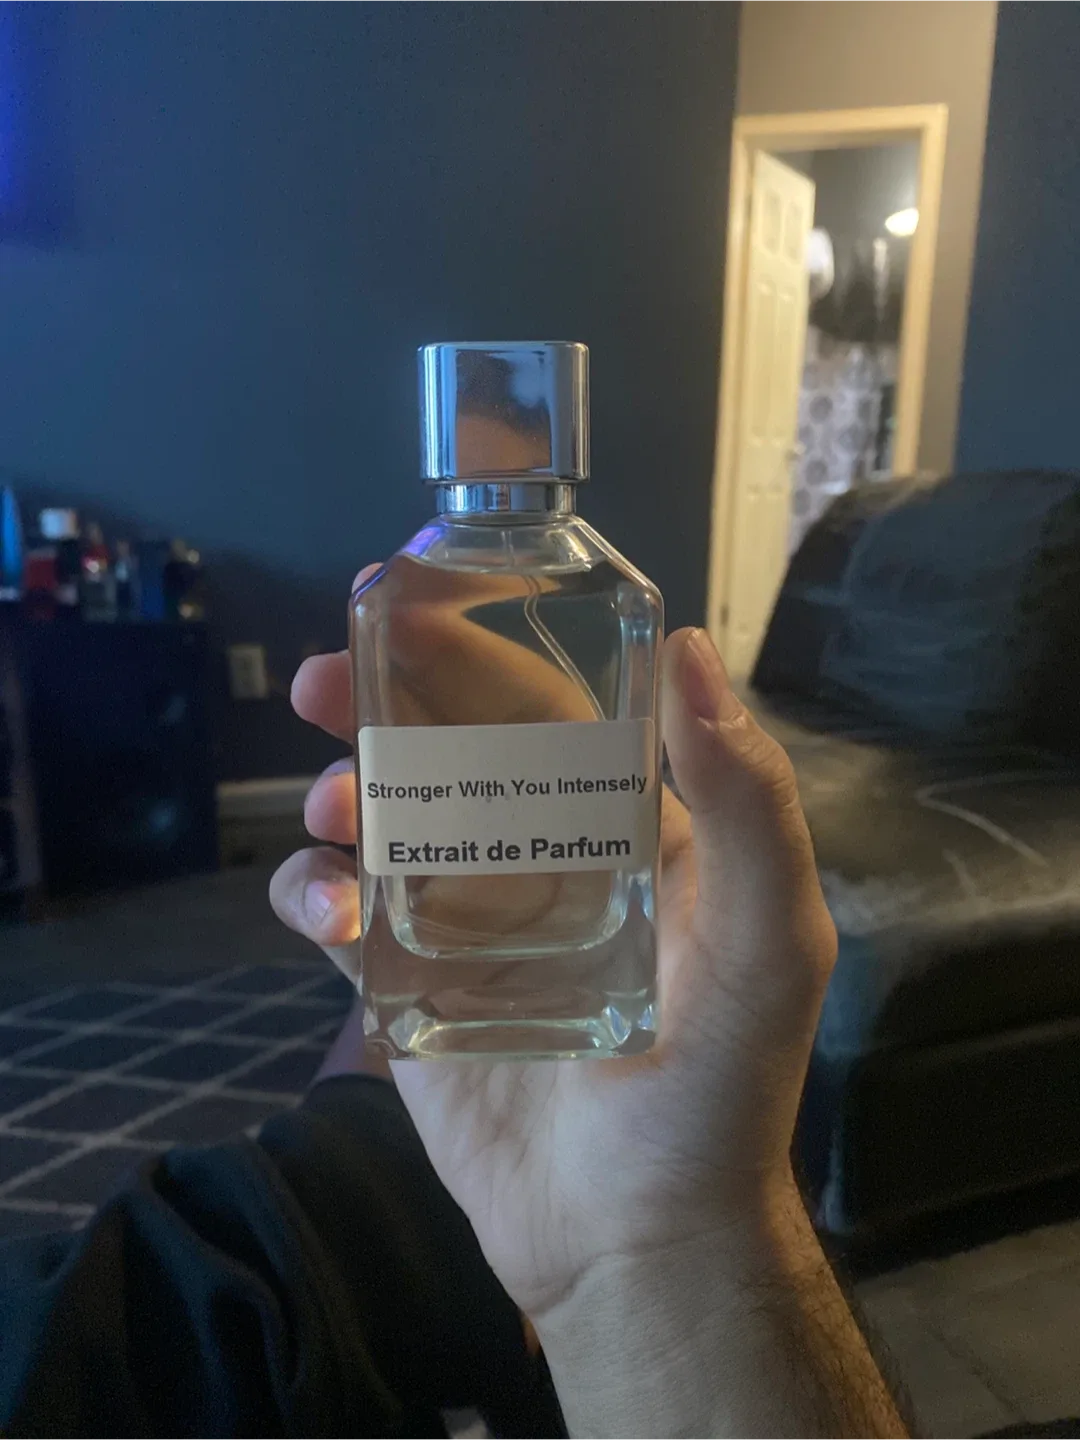 Stronger With You Intensely
Extrait de Parfum